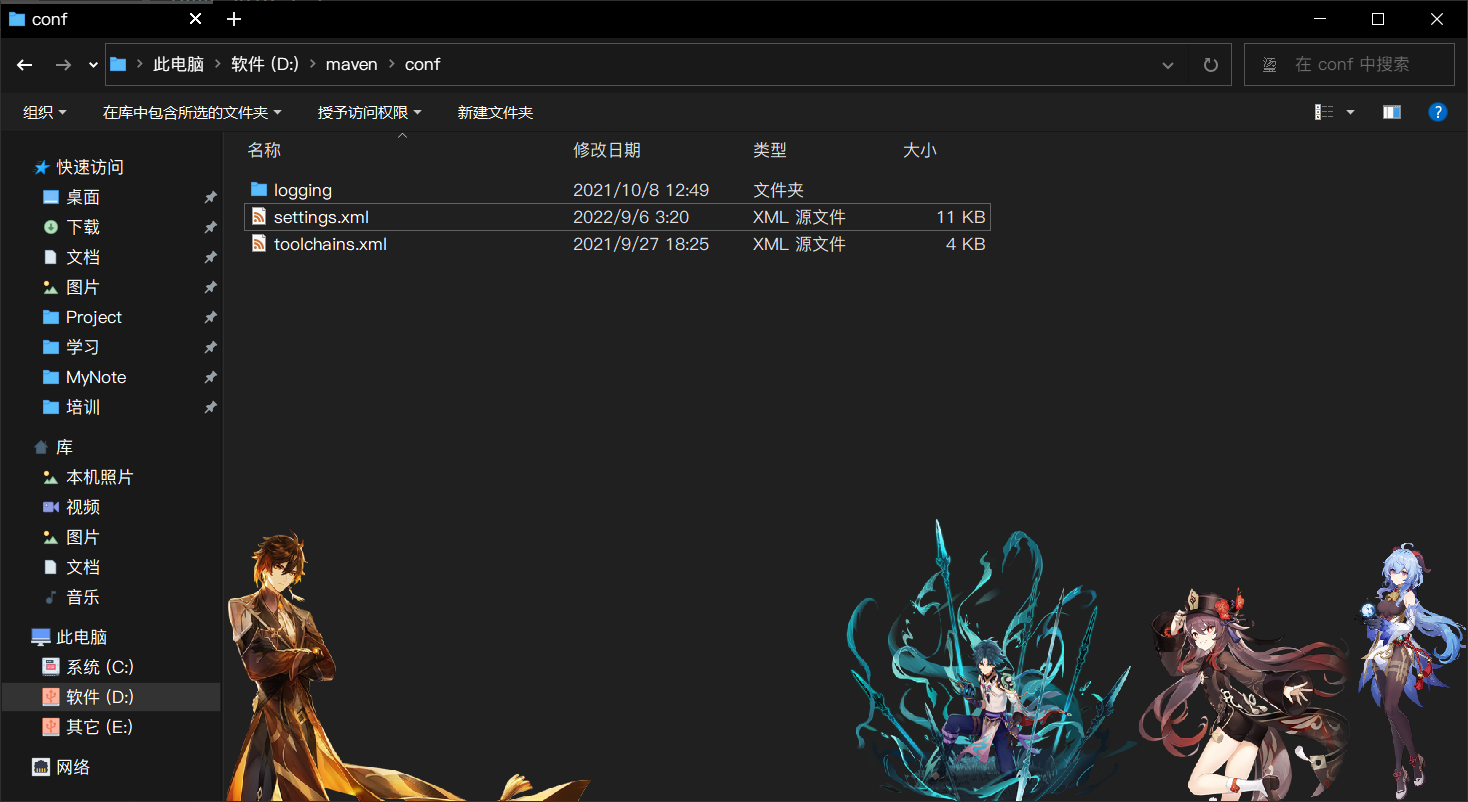 conf
此电脑 软件 (D:) maven conf
在 conf 中搜索
组织 在库中包含所选的文件夹 授予访问权限 新建文件夹
名称 修改日期 类型 大小
logging 2021/10/8 12:49 文件夹
settings.xml 2022/9/6 3:20 XML 源文件 11 KB
toolchains.xml 2021/9/27 18:25 XML 源文件 4 KB
快速访问
桌面
下载
文档
图片
Project
学习
MyNote
培训
库
本机照片
视频
图片
文档
音乐
此电脑
系统 (C:)
软件 (D:)
其它 (E:)
网络